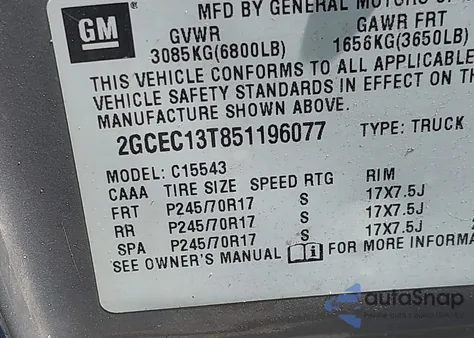 GM
MFD BY GENERAL MOTORS OF
GVWR GAWR FRT
3085KG(6800LB) 1656KG(3650LB)
THIS VEHICLE CONFORMS TO ALL APPLICABLE
VEHICLE SAFETY STANDARDS IN EFFECT ON TH
MANUFACTURE SHOWN ABOVE.
2GCEC13T851196077 TYPE: TRUCK
MODEL: C15543
CAAA TIRE SIZE SPEED RTG RIM
FRT P245/70R17 S 17X7.5J
RR P245/70R17 S 17X7.5J
SPA P245/70R17 S 17X7.5J
SEE OWNER'S MANUAL i FOR MORE INFORMA
autoSnap